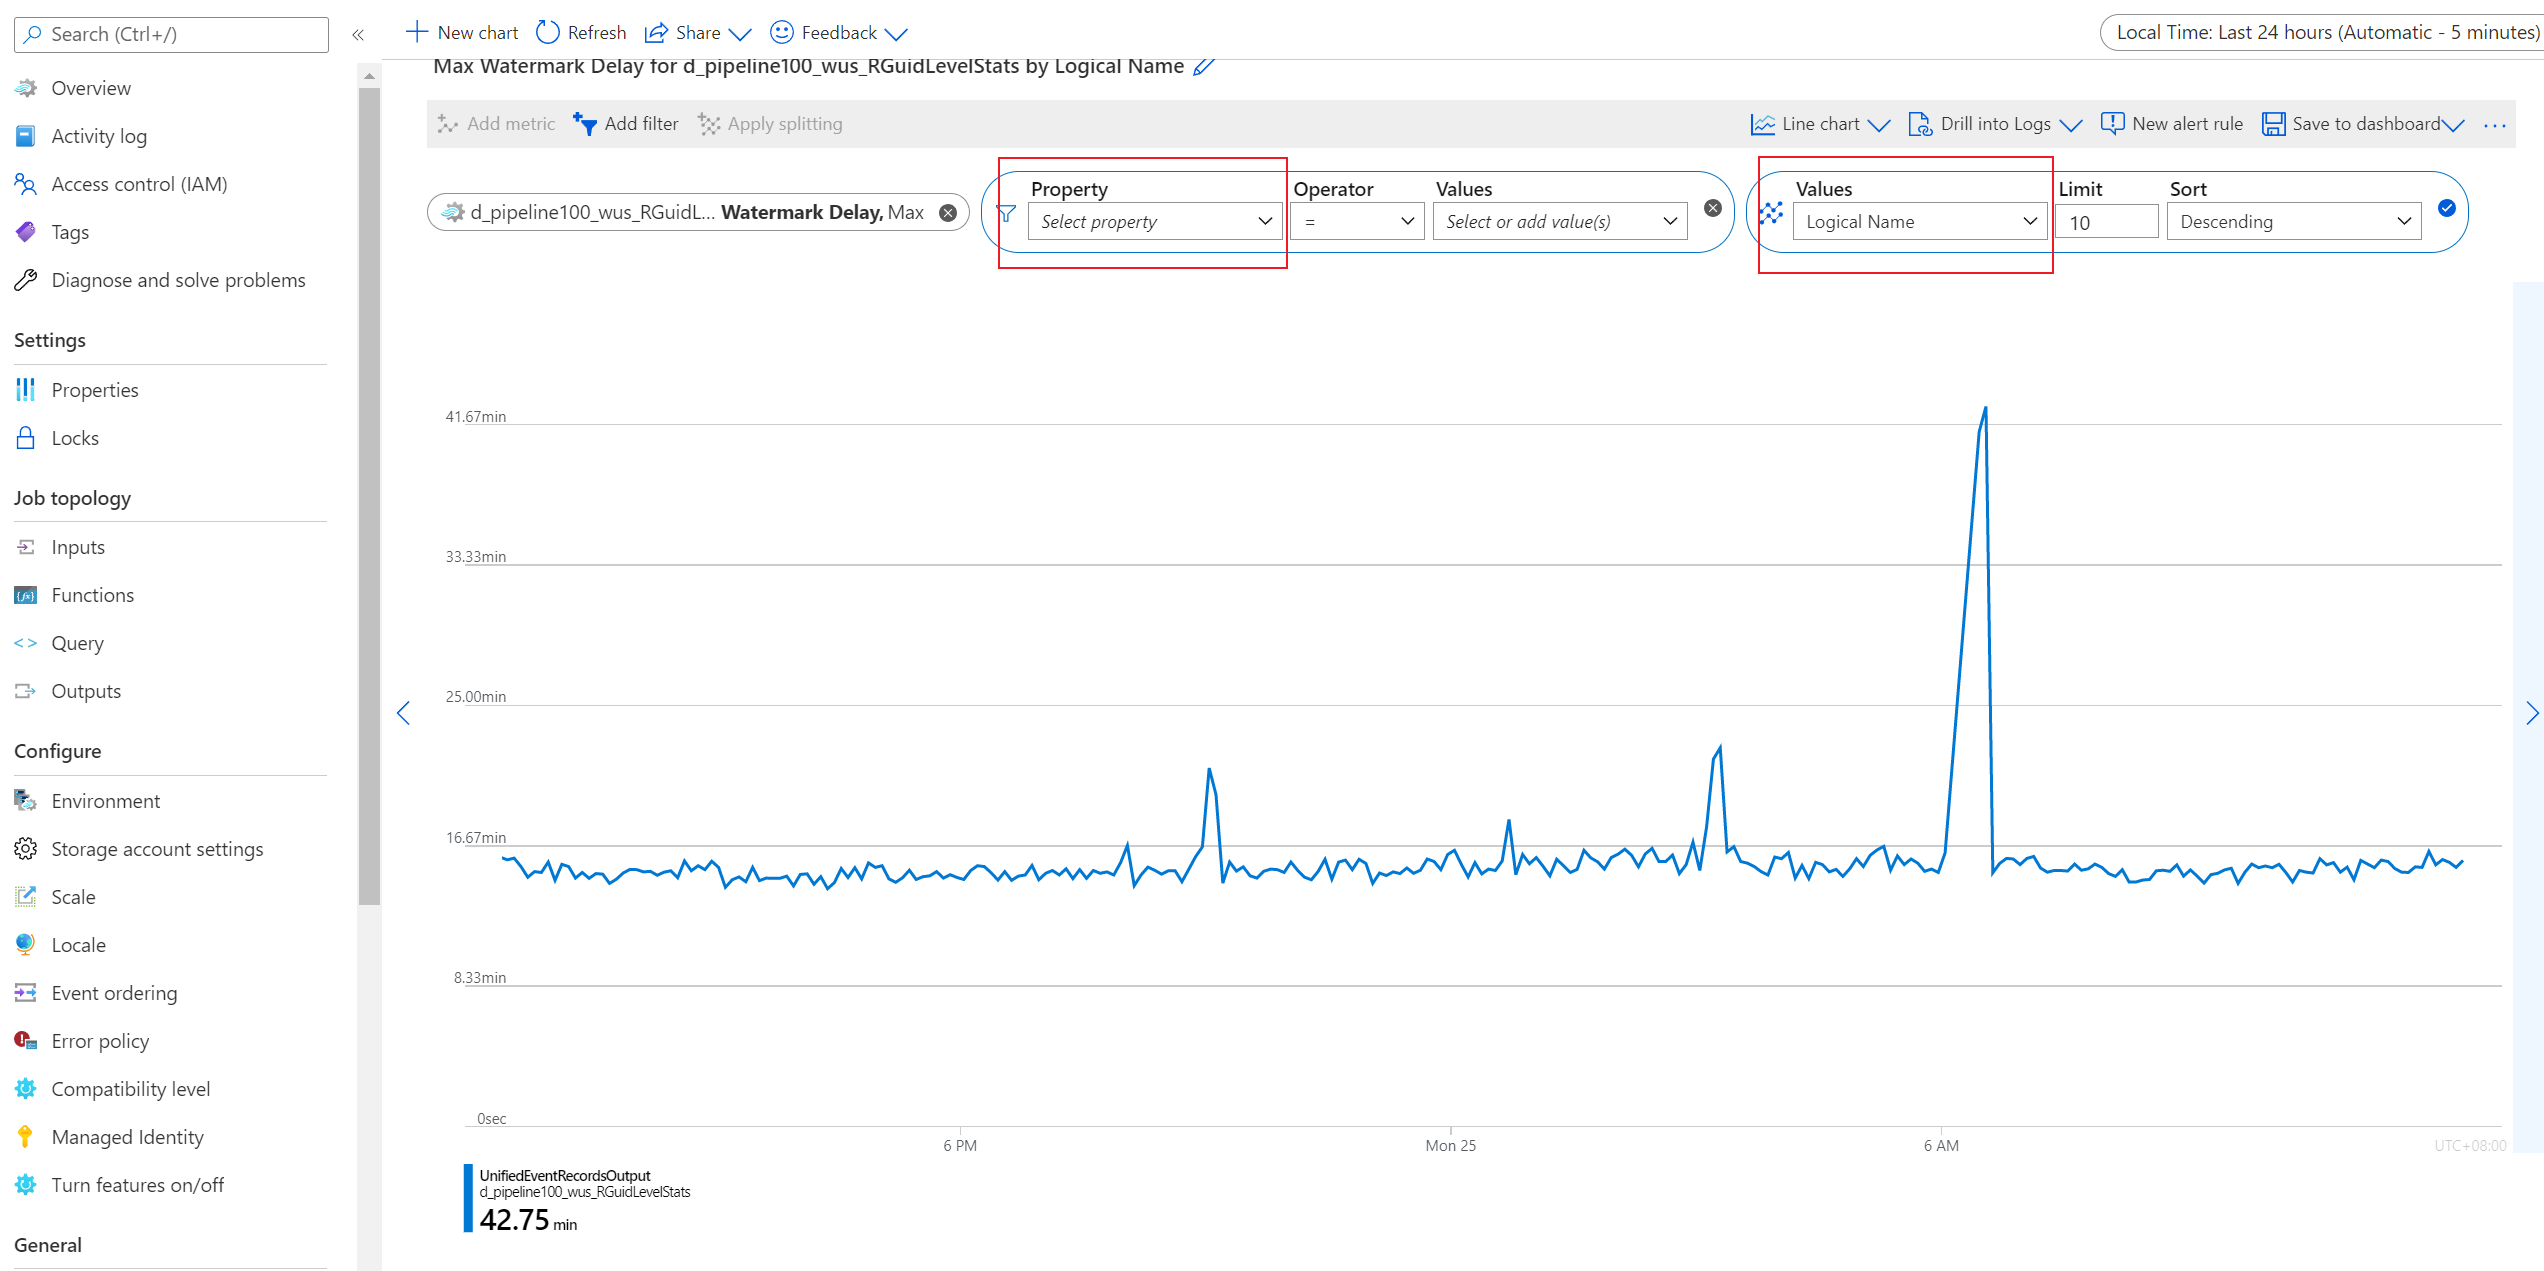 Search (Ctrl+/)
«
New chart
Refresh
Share
Feedback
Local Time: Last 24 hours (Automatic - 5 minutes)
Overview
Activity log
Access control (IAM)
Tags
Diagnose and solve problems
Settings
Properties
Locks
Job topology
Inputs
Functions
Query
Outputs
Configure
Environment
Storage account settings
Scale
Locale
Event ordering
Error policy
Compatibility level
Managed Identity
Turn features on/off
General
Max Watermark Delay for d_pipeline100_wus_RGuidLevelStats by Logical Name
Add metric
Add filter
Apply splitting
Line chart
Drill into Logs
New alert rule
Save to dashboard
...
d_pipeline100_wus_RGuidL... Watermark Delay, Max
Property
Operator
Values
Select property
=
Select or add value(s)
Values
Limit
Sort
Logical Name
10
Descending
41.67min
33.33min
25.00min
16.67min
8.33min
0sec
6 PM
Mon 25
6 AM
UTC+08:00
UnifiedEventRecordsOutput
d_pipeline100_wus_RGuidLevelStats
42.75 min